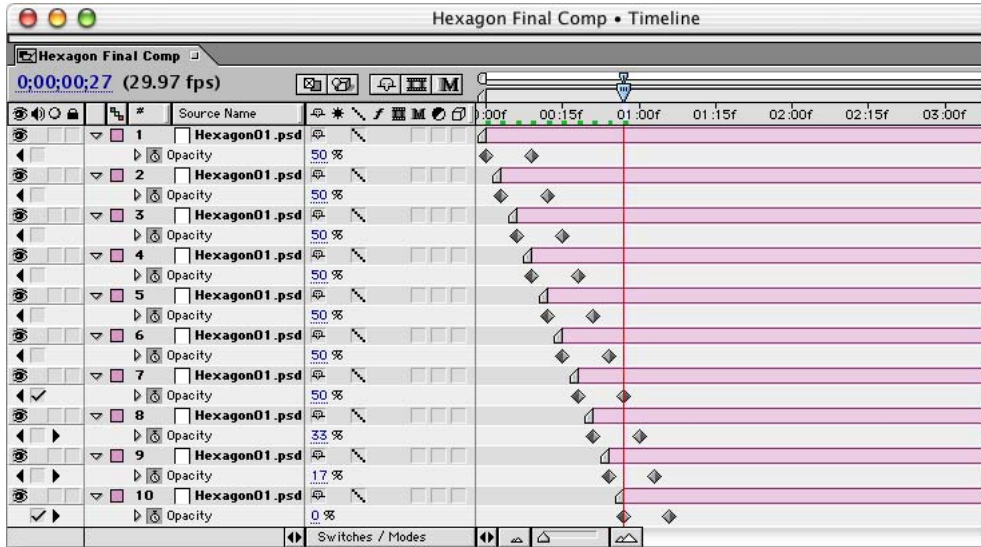 Hexagon Final Comp • Timeline
Hexagon Final Comp
0;00;00;27 (29.97 fps)
# Source Name
:00f 00:15f 01:00f 01:15f 02:00f 02:15f 03:00f
1 Hexagon01.psd
Opacity 50 %
2 Hexagon01.psd
Opacity 50 %
3 Hexagon01.psd
Opacity 50 %
4 Hexagon01.psd
Opacity 50 %
5 Hexagon01.psd
Opacity 50 %
6 Hexagon01.psd
Opacity 50 %
7 Hexagon01.psd
Opacity 50 %
8 Hexagon01.psd
Opacity 33 %
9 Hexagon01.psd
Opacity 17 %
10 Hexagon01.psd
Opacity 0 %
Switches / Modes